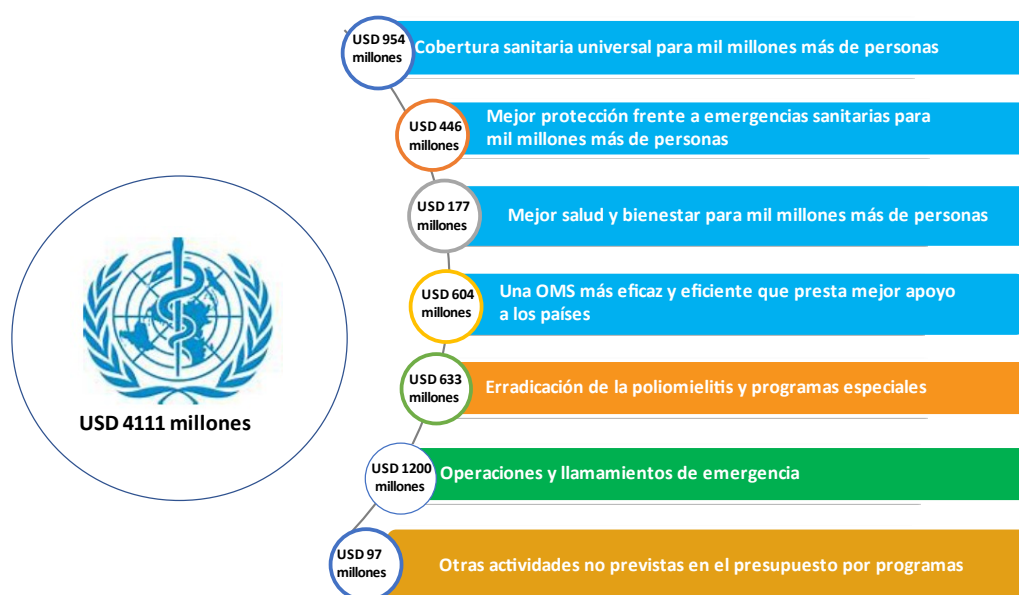 USD 954
millones
Cobertura sanitaria universal para mil millones más de personas
USD 446
millones
Mejor protección frente a emergencias sanitarias para
mil millones más de personas
USD 177
millones
Mejor salud y bienestar para mil millones más de personas
USD 604
millones
Una OMS más eficaz y eficiente que presta mejor apoyo
a los países
USD 4111 millones
USD 633
millones
Erradicación de la poliomielitis y programas especiales
USD 1200
millones
Operaciones y llamamientos de emergencia
USD 97
millones
Otras actividades no previstas en el presupuesto por programas